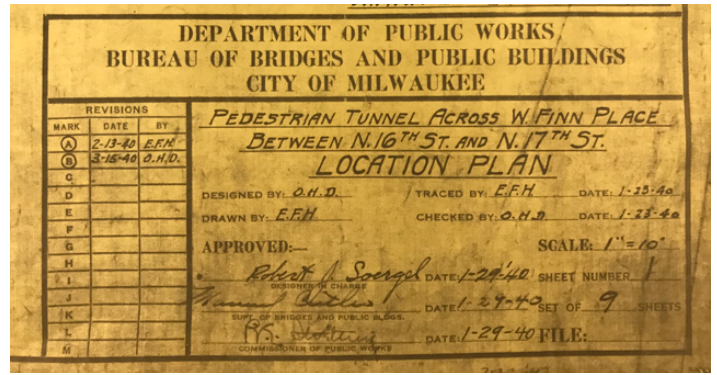 DEPARTMENT OF PUBLIC WORKS
BUREAU OF BRIDGES AND PUBLIC BUILDINGS
CITY OF MILWAUKEE
REVISIONS
MARK DATE BY
A 2-13-40 E.F.H.
B 3-15-40 O.H.D.
C
D
E
F
G
H
I
J
K
L
M
PEDESTRIAN TUNNEL ACROSS W. FINN PLACE
BETWEEN N. 16TH ST. AND N. 17TH ST.
LOCATION PLAN
DESIGNED BY: O.H.D. TRACED BY: E.F.H DATE: 1-23-40
DRAWN BY: E.F.H CHECKED BY: O.H.D. DATE: 1-23-40
APPROVED:— SCALE: 1"=10'
Robert J. Soergel DATE: 1-29-40 SHEET NUMBER 1
DESIGNER IN CHARGE
DATE: 1-29-40 SET OF 9 SHEETS
SUPT. OF BRIDGES AND PUBLIC BLDGS.
DATE: 1-29-40 FILE:
COMMISSIONER OF PUBLIC WORKS